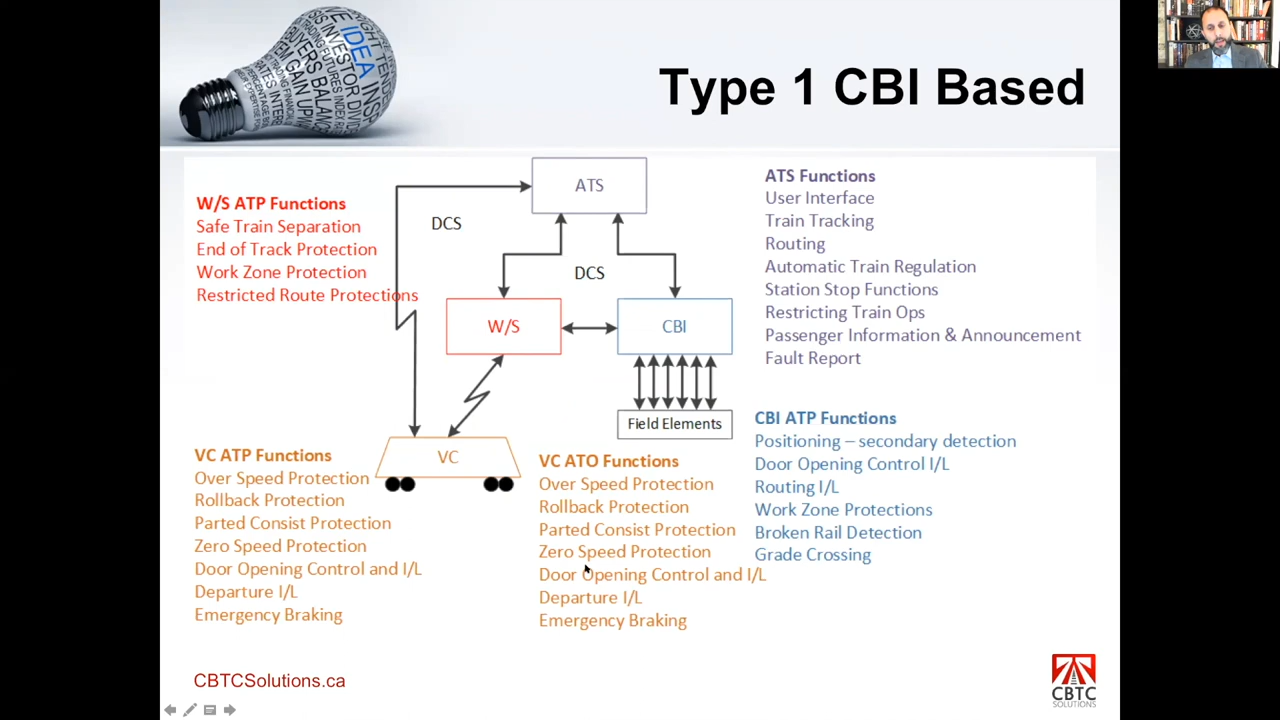 Type 1 CBI Based
IDEA
ATS
DCS
DCS
W/S
CBI
Field Elements
VC
W/S ATP Functions
Safe Train Separation
End of Track Protection
Work Zone Protection
Restricted Route Protections
ATS Functions
User Interface
Train Tracking
Routing
Automatic Train Regulation
Station Stop Functions
Restricting Train Ops
Passenger Information & Announcement
Fault Report
VC ATP Functions
Over Speed Protection
Rollback Protection
Parted Consist Protection
Zero Speed Protection
Door Opening Control and I/L
Departure I/L
Emergency Braking
VC ATO Functions
Over Speed Protection
Rollback Protection
Parted Consist Protection
Zero Speed Protection
Door Opening Control and I/L
Departure I/L
Emergency Braking
CBI ATP Functions
Positioning – secondary detection
Door Opening Control I/L
Routing I/L
Work Zone Protections
Broken Rail Detection
Grade Crossing
CBTCSolutions.ca
CBTC
SOLUTIONS